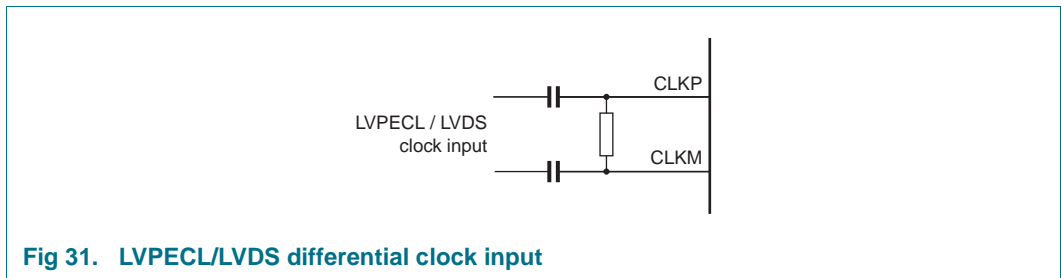 CLKP
LVPECL / LVDS
clock input
CLKM
Fig 31. LVPECL/LVDS differential clock input